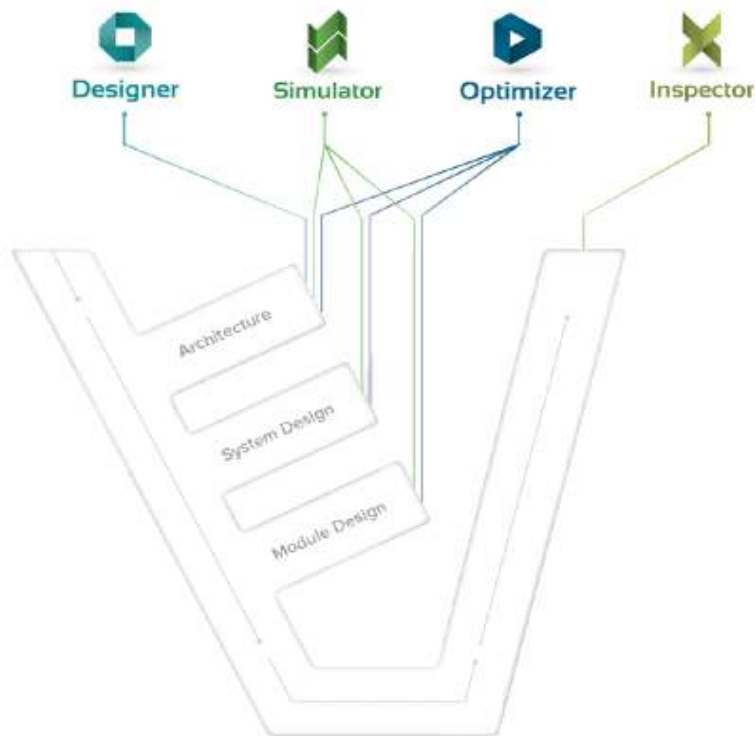 Designer
Simulator
Optimizer
Inspector
Architecture
System Design
Module Design